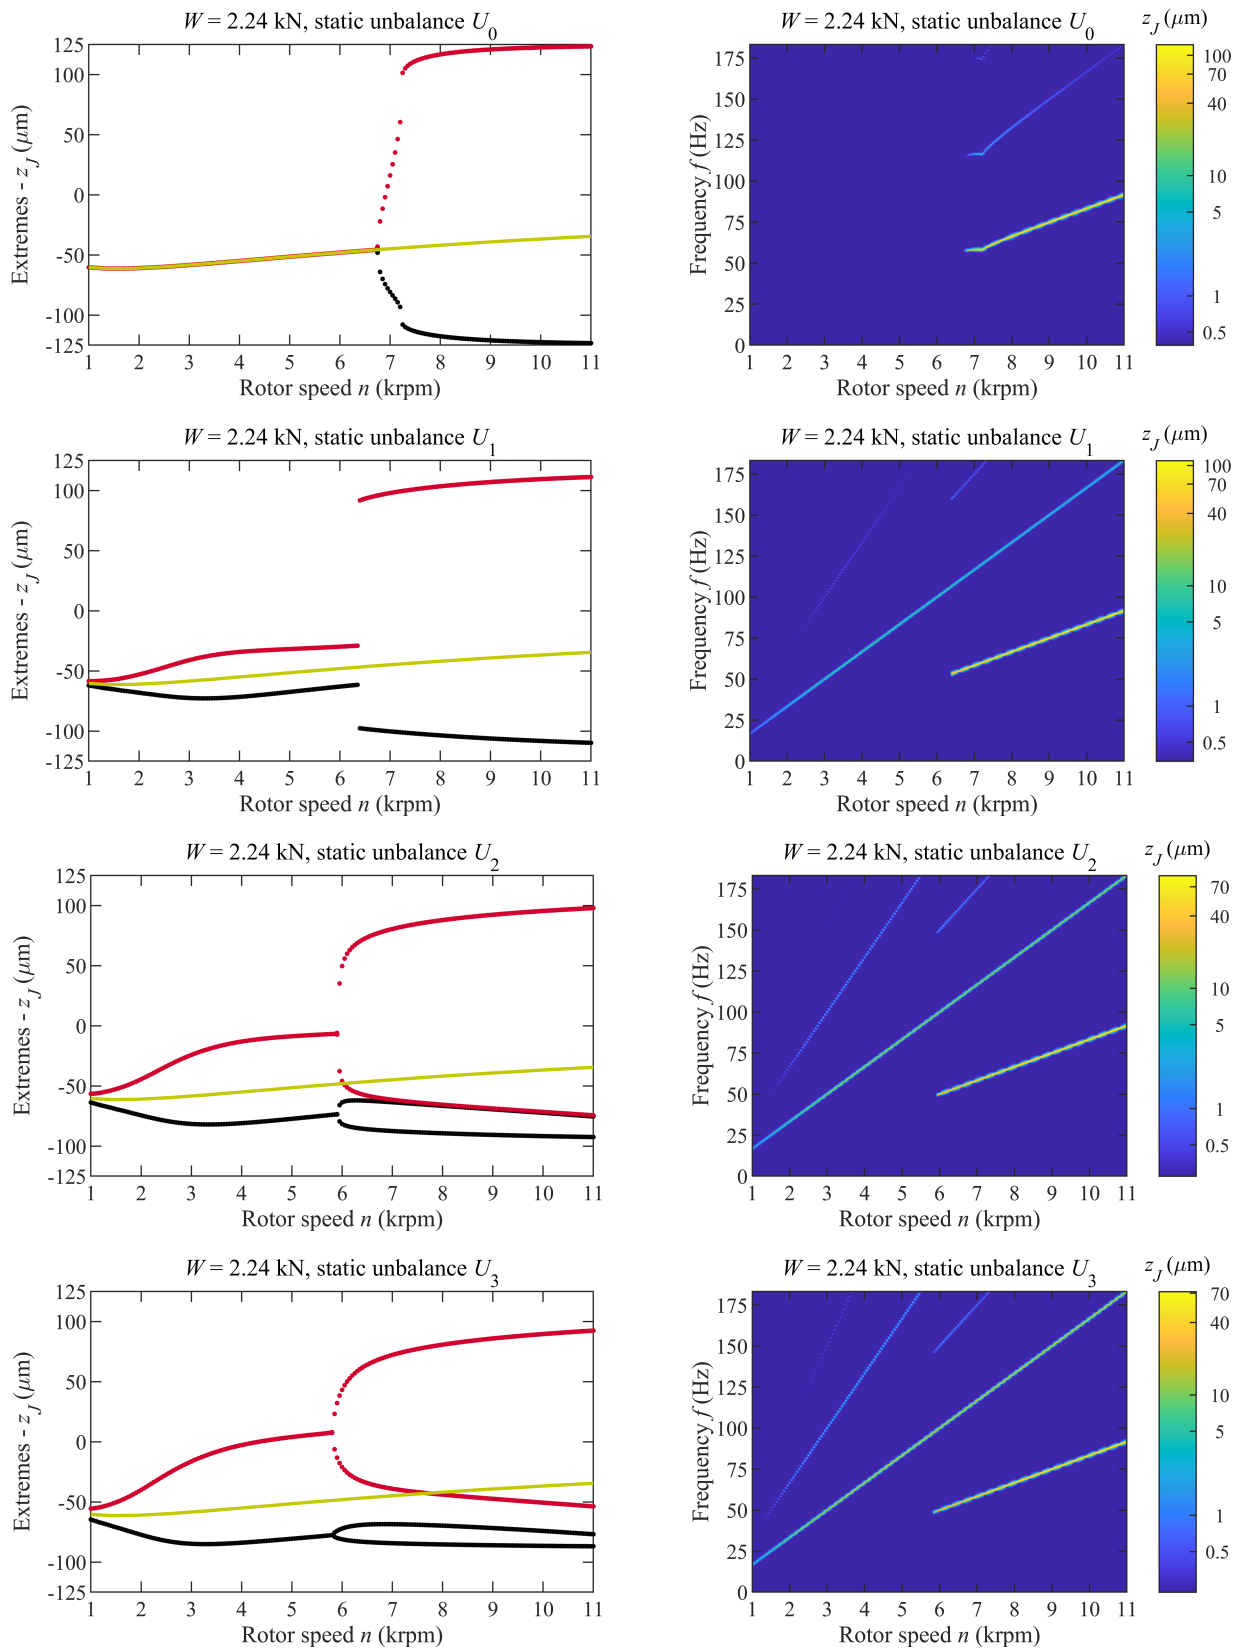 W = 2.24 kN, static unbalance U0
125
100
50
0
-50
-100
-125
Extremes - zJ (μm)
1 2 3 4 5 6 7 8 9 10 11
Rotor speed n (krpm)
W = 2.24 kN, static unbalance U0
zJ (μm)
175
150
125
100
75
50
25
0
Frequency f (Hz)
1 2 3 4 5 6 7 8 9 10 11
Rotor speed n (krpm)
100
70
40
10
5
1
0.5
W = 2.24 kN, static unbalance U1
125
100
50
0
-50
-100
-125
Extremes - zJ (μm)
1 2 3 4 5 6 7 8 9 10 11
Rotor speed n (krpm)
W = 2.24 kN, static unbalance U1
zJ (μm)
175
150
125
100
75
50
25
0
Frequency f (Hz)
1 2 3 4 5 6 7 8 9 10 11
Rotor speed n (krpm)
100
70
40
10
5
1
0.5
W = 2.24 kN, static unbalance U2
125
100
50
0
-50
-100
-125
Extremes - zJ (μm)
1 2 3 4 5 6 7 8 9 10 11
Rotor speed n (krpm)
W = 2.24 kN, static unbalance U2
zJ (μm)
175
150
125
100
75
50
25
0
Frequency f (Hz)
1 2 3 4 5 6 7 8 9 10 11
Rotor speed n (krpm)
70
40
10
5
1
0.5
W = 2.24 kN, static unbalance U3
125
100
50
0
-50
-100
-125
Extremes - zJ (μm)
1 2 3 4 5 6 7 8 9 10 11
Rotor speed n (krpm)
W = 2.24 kN, static unbalance U3
zJ (μm)
175
150
125
100
75
50
25
0
Frequency f (Hz)
1 2 3 4 5 6 7 8 9 10 11
Rotor speed n (krpm)
70
40
10
5
1
0.5